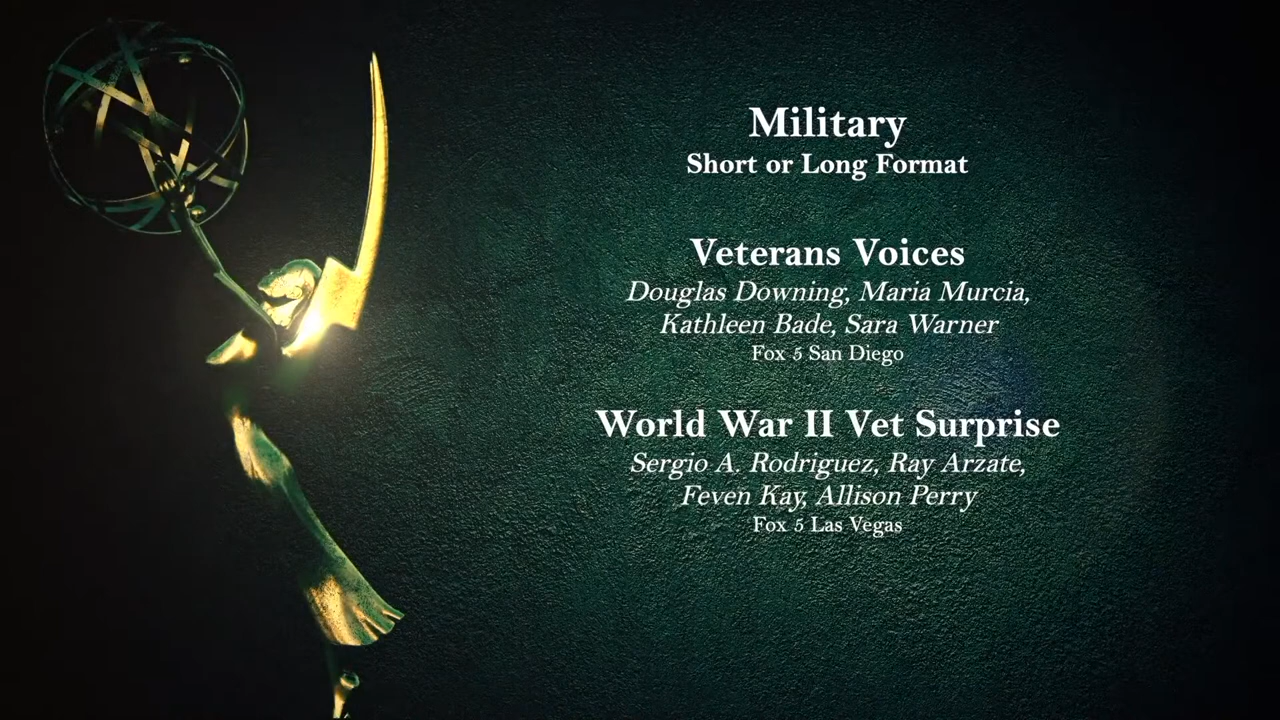 Military
Short or Long Format
Veterans Voices
Douglas Downing, Maria Murcia,
Kathleen Bade, Sara Warner
Fox 5 San Diego
World War II Vet Surprise
Sergio A. Rodriguez, Ray Arzate,
Feven Kay, Allison Perry
Fox 5 Las Vegas